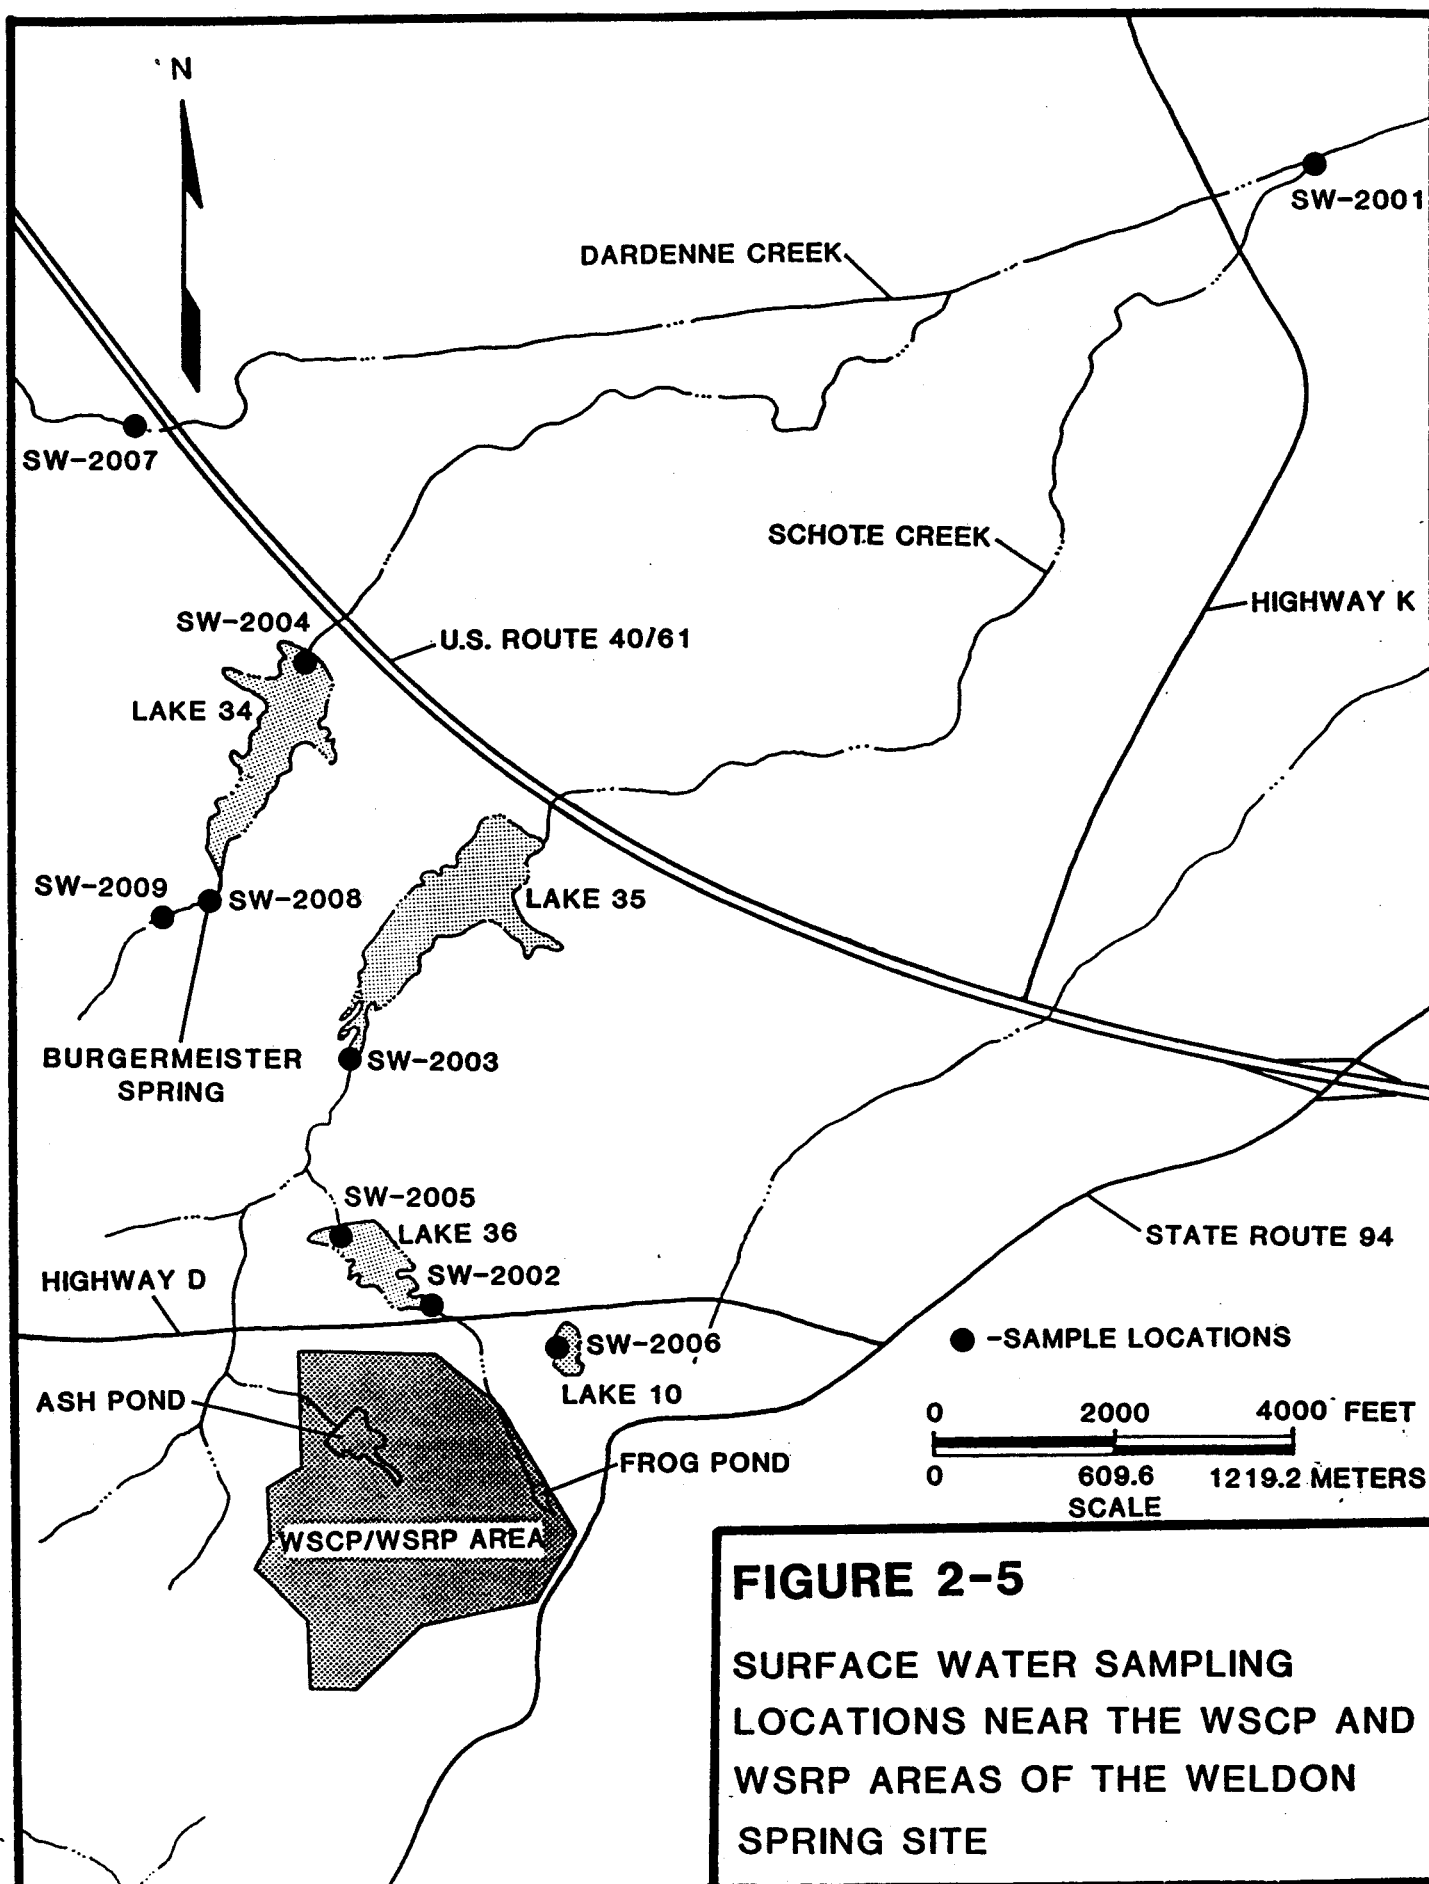 N
SW-2001
DARDENNE CREEK
SW-2007
SCHOTE CREEK
HIGHWAY K
SW-2004
U.S. ROUTE 40/61
LAKE 34
SW-2009
SW-2008
LAKE 35
BURGERMEISTER
SPRING
SW-2003
SW-2005
LAKE 36
STATE ROUTE 94
HIGHWAY D
SW-2002
SW-2006
-SAMPLE LOCATIONS
ASH POND
LAKE 10
0 2000 4000 FEET
FROG POND
0 609.6 1219.2 METERS
SCALE
WSCP/WSRP AREA
FIGURE 2-5
SURFACE WATER SAMPLING
LOCATIONS NEAR THE WSCP AND
WSRP AREAS OF THE WELDON
SPRING SITE